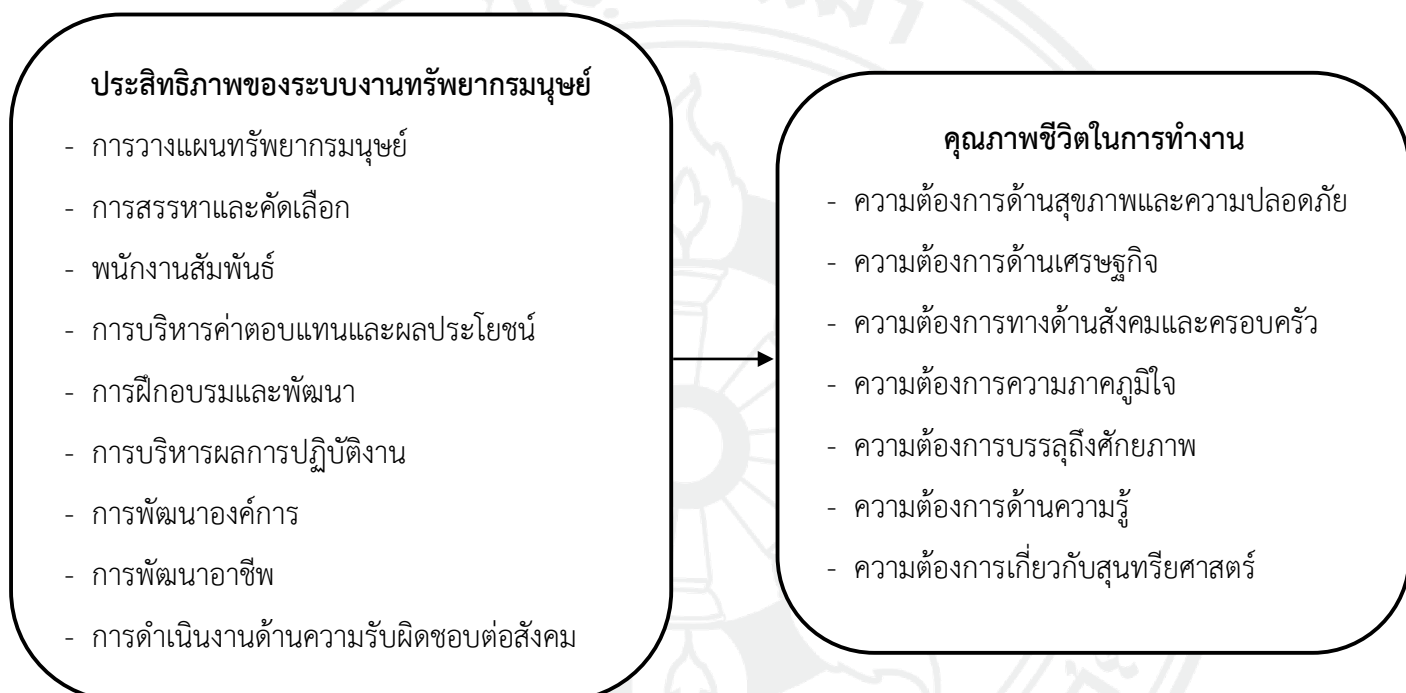 ประสิทธิภาพของระบบงานทรัพยากรมนุษย์
- การวางแผนทรัพยากรมนุษย์
- การสรรหาและคัดเลือก
- พนักงานสัมพันธ์
- การบริหารค่าตอบแทนและผลประโยชน์
- การฝึกอบรมและพัฒนา
- การบริหารผลการปฏิบัติงาน
- การพัฒนาองค์การ
- การพัฒนาอาชีพ
- การดำเนินงานด้านความรับผิดชอบต่อสังคม
คุณภาพชีวิตในการทำงาน
- ความต้องการด้านสุขภาพและความปลอดภัย
- ความต้องการด้านเศรษฐกิจ
- ความต้องการทางด้านสังคมและครอบครัว
- ความต้องการความภาคภูมิใจ
- ความต้องการบรรลุถึงศักยภาพ
- ความต้องการด้านความรู้
- ความต้องการเกี่ยวกับสุนทรียศาสตร์